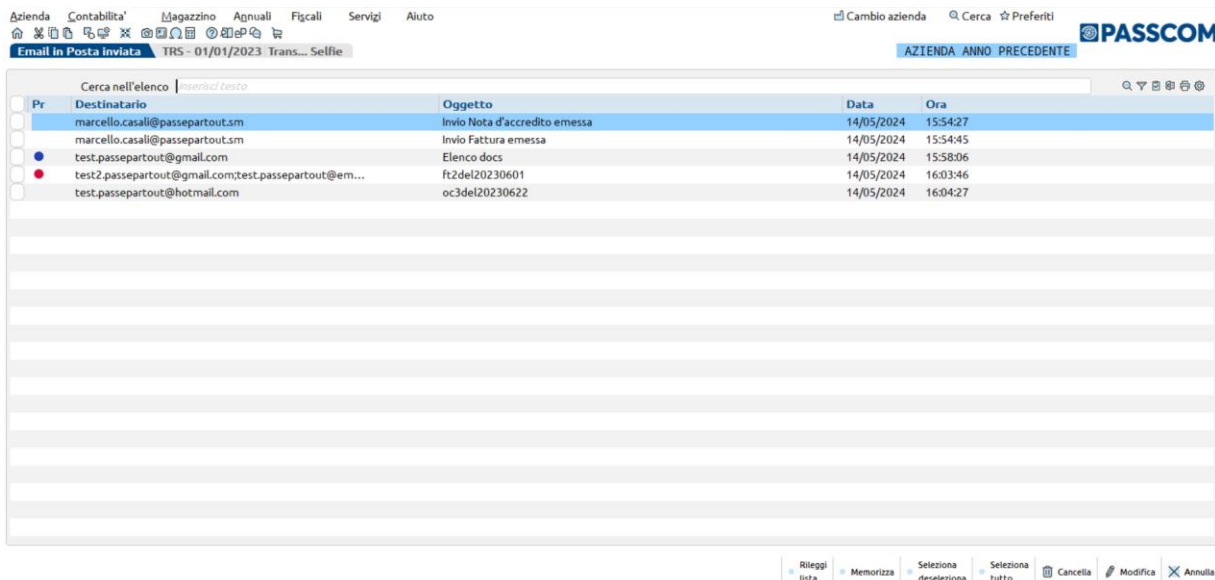 Azienda Contabilita' Magazzino Annuali Fiscali Servizi Aiuto Cambio azienda Cerca Preferiti
PASSCOM
Email in Posta inviata TRS - 01/01/2023 Trans... Selfie AZIENDA ANNO PRECEDENTE
Cerca nell'elenco inserisci testo
Pr Destinatario Oggetto Data Ora
marcello.casali@passepartout.sm Invio Nota d'accredito emessa 14/05/2024 15:54:27
marcello.casali@passepartout.sm Invio Fattura emessa 14/05/2024 15:54:45
test.passepartout@gmail.com Elenco docs 14/05/2024 15:58:06
test2.passepartout@gmail.com;test.passepartout@em... ft2del20230601 14/05/2024 16:03:46
test.passepartout@hotmail.com oc3del20230622 14/05/2024 16:04:27
Rileggi lista Memorizza Seleziona deseleziona Seleziona tutto Cancella Modifica Annulla